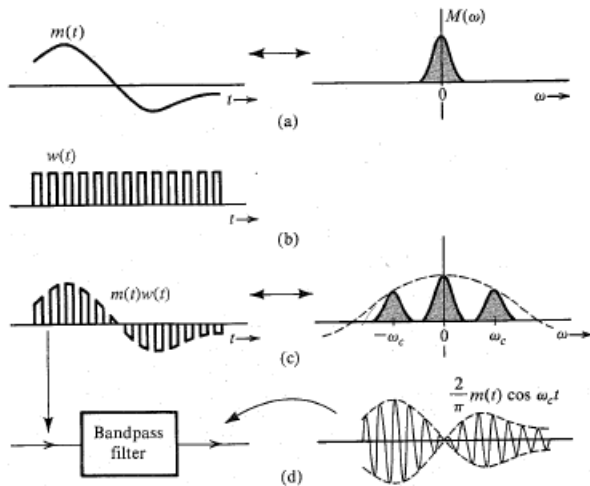 m(t)
M(ω)
t→
0
ω→
(a)
w(t)
t→
(b)
m(t)w(t)
t→
−ω_c
0
ω_c
ω→
(c)
2/π m(t) cos ω_c t
Bandpass
filter
(d)